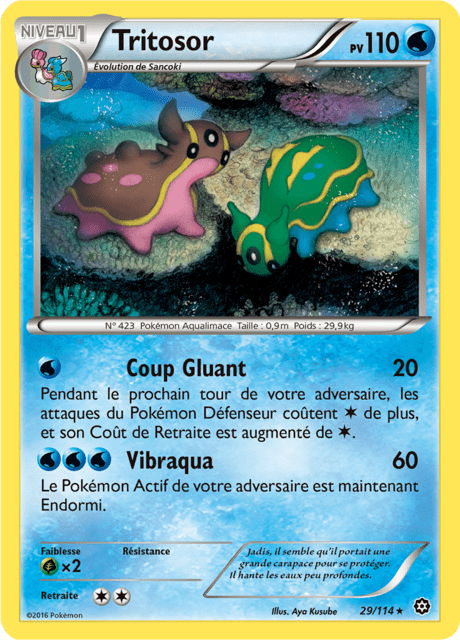 NIVEAU 1
Tritosor
PV110
Évolution de Sancoki
N° 423 Pokémon Aqualimace Taille : 0,9m Poids : 29,9kg
Coup Gluant 20
Pendant le prochain tour de votre adversaire, les
attaques du Pokémon Défenseur coûtent de plus,
et son Coût de Retraite est augmenté de .
Vibraqua 60
Le Pokémon Actif de votre adversaire est maintenant
Endormi.
Faiblesse Résistance
×2
Jadis, il semble qu'il portait une
grande carapace pour se protéger.
Il hante les eaux peu profondes.
Retraite
©2016 Pokémon
Illus. Aya Kusube
29/114★